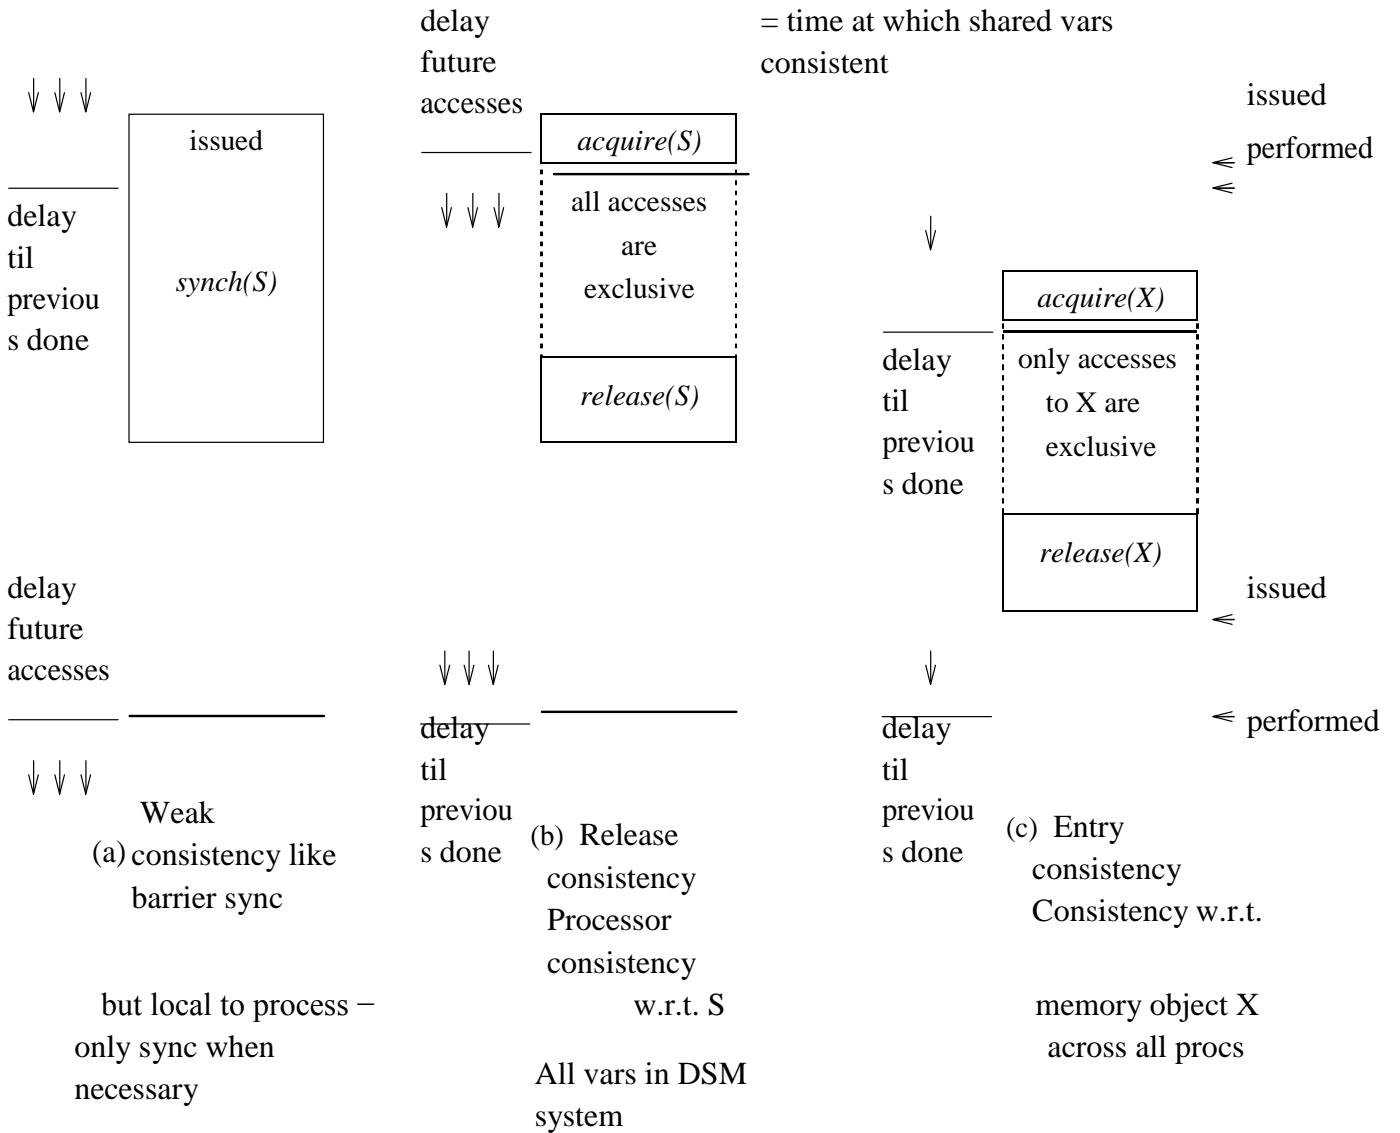 delay
future
accesses
= time at which shared vars
consistent
issued
delay
til
previou
s done
synch(S)
delay
future
accesses
Weak
(a) consistency like
barrier sync
but local to process −
only sync when
necessary
acquire(S)
all accesses
are
exclusive
release(S)
delay
til
previou
s done
(b) Release
consistency
Processor
consistency
w.r.t. S
All vars in DSM
system
issued
performed
acquire(X)
delay
til
previou
s done
only accesses
to X are
exclusive
release(X)
issued
performed
delay
til
previou
s done
(c) Entry
consistency
Consistency w.r.t.
memory object X
across all procs